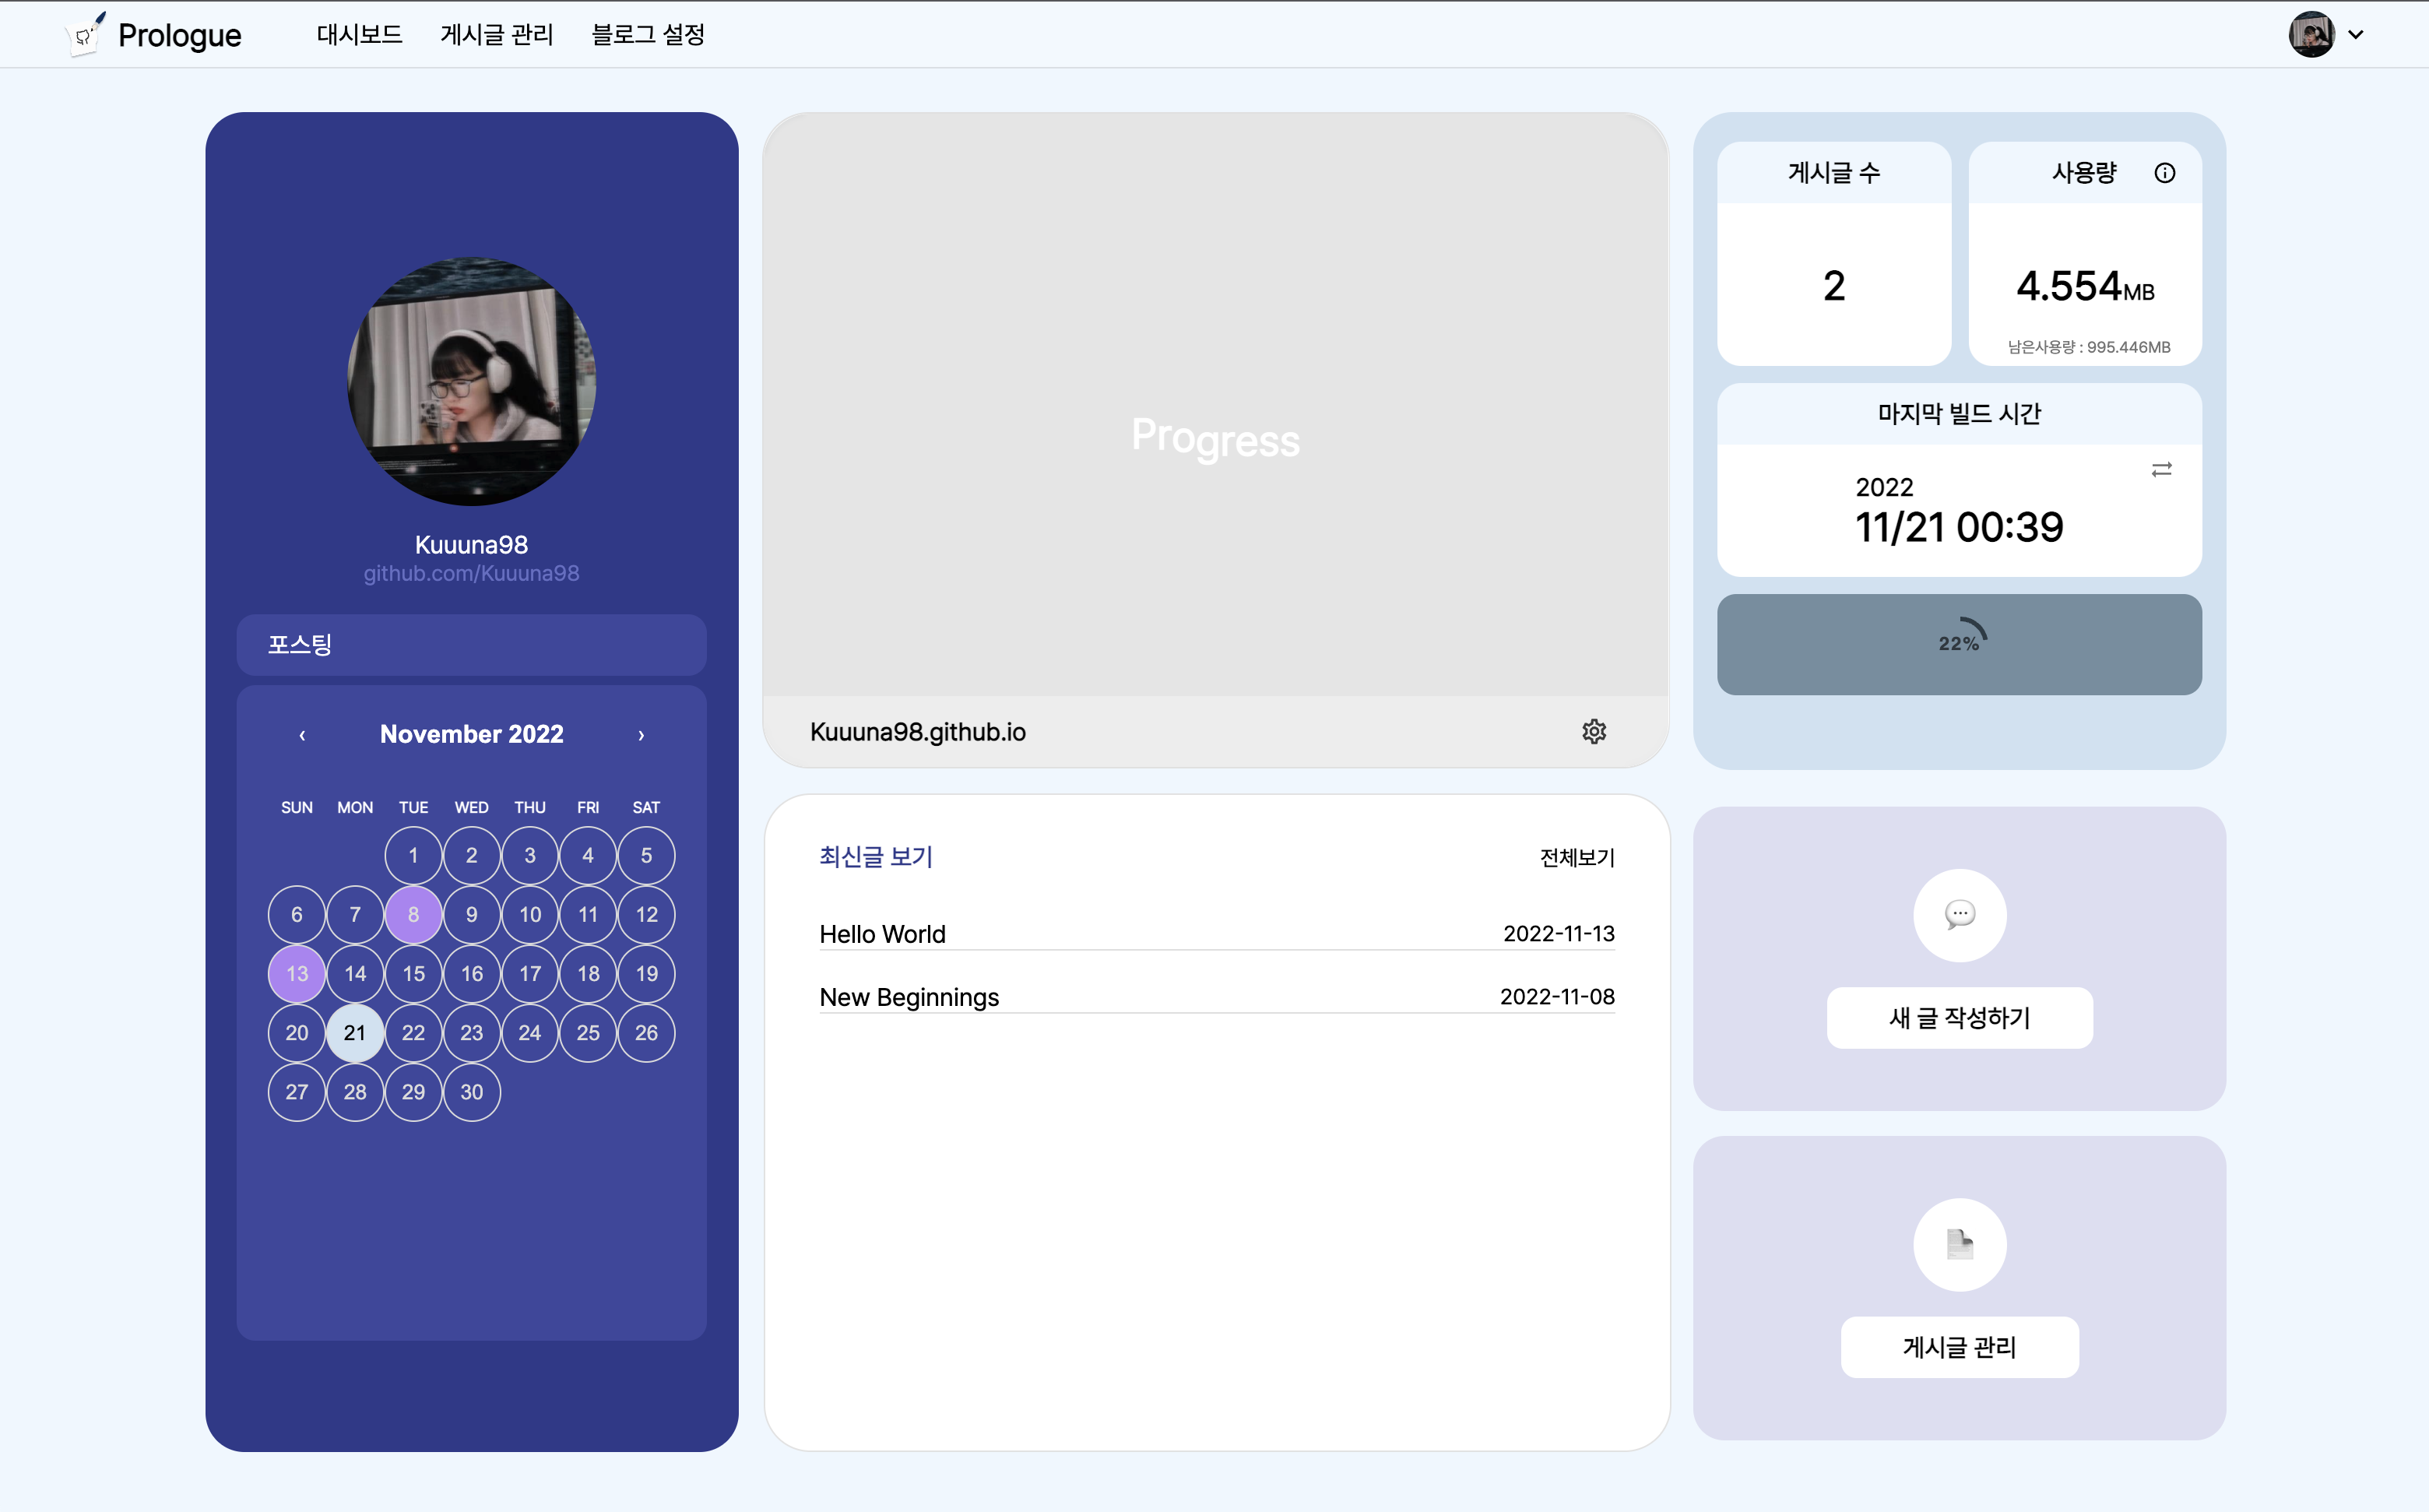 Prologue
대시보드
게시글 관리
블로그 설정
Kuuuna98
github.com/Kuuuna98
포스팅
‹ November 2022 ›
SUN MON TUE WED THU FRI SAT
1 2 3 4 5
6 7 8 9 10 11 12
13 14 15 16 17 18 19
20 21 22 23 24 25 26
27 28 29 30
Progress
Kuuuna98.github.io
최신글 보기 전체보기
Hello World 2022-11-13
New Beginnings 2022-11-08
게시글 수
2
사용량
4.554MB
남은사용량 : 995.446MB
마지막 빌드 시간
2022
11/21 00:39
22%
새 글 작성하기
게시글 관리